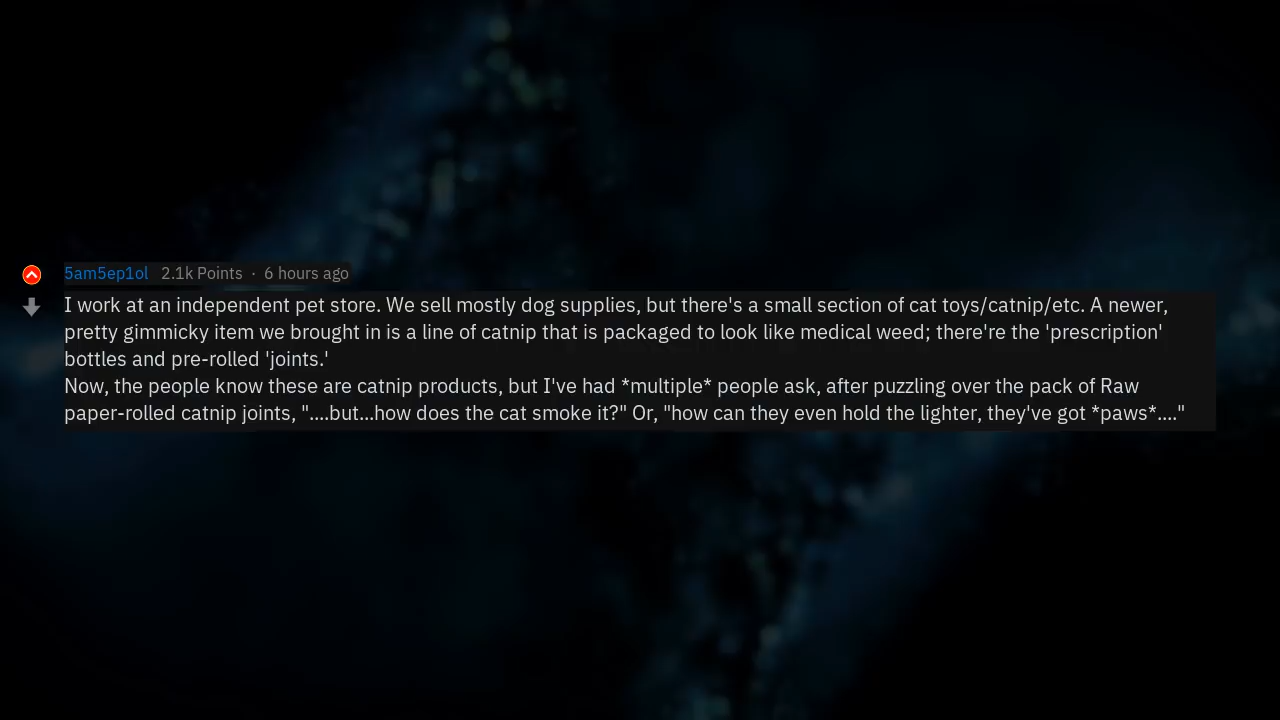 5am5ep1ol 2.1k Points · 6 hours ago
I work at an independent pet store. We sell mostly dog supplies, but there's a small section of cat toys/catnip/etc. A newer,
pretty gimmicky item we brought in is a line of catnip that is packaged to look like medical weed; there're the 'prescription'
bottles and pre-rolled 'joints.'
Now, the people know these are catnip products, but I've had *multiple* people ask, after puzzling over the pack of Raw
paper-rolled catnip joints, "....but...how does the cat smoke it?" Or, "how can they even hold the lighter, they've got *paws*...."